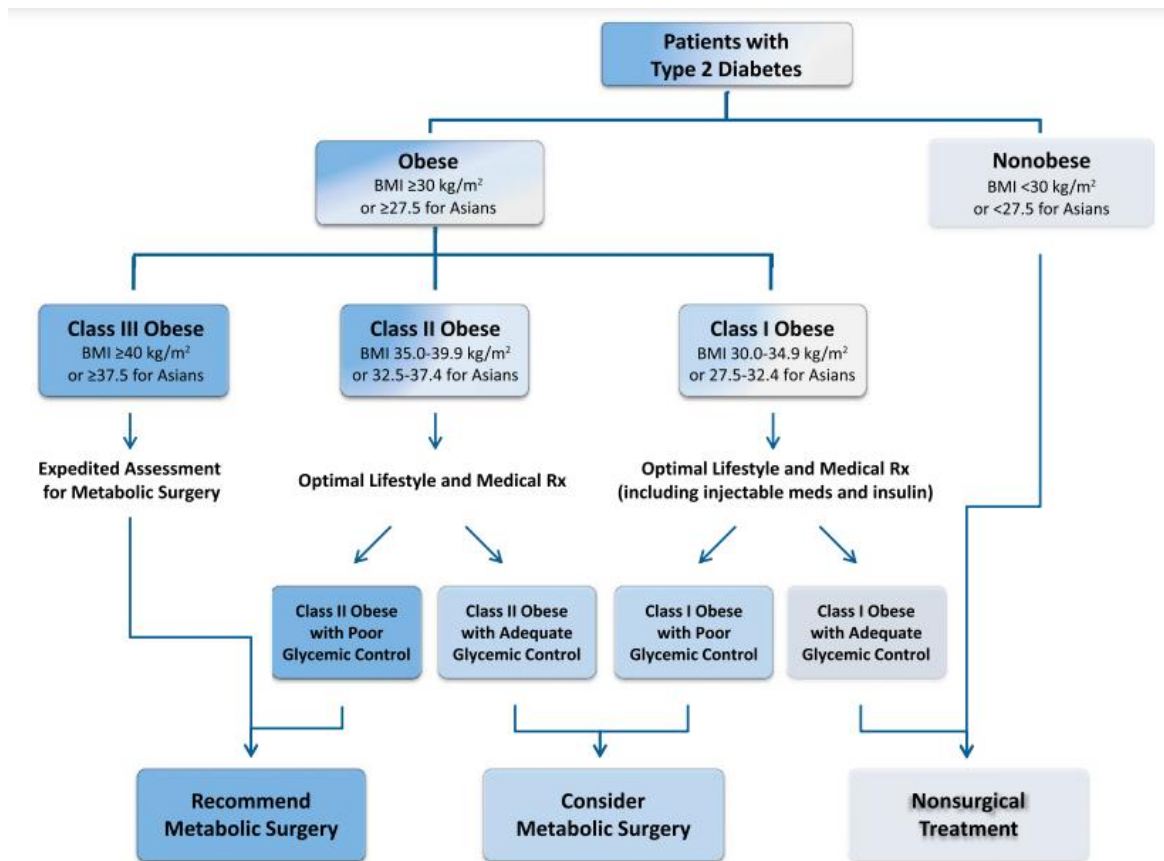 Patients with
Type 2 Diabetes
Obese
BMI ≥30 kg/m²
or ≥27.5 for Asians
Nonobese
BMI <30 kg/m²
or <27.5 for Asians
Class III Obese
BMI ≥40 kg/m²
or ≥37.5 for Asians
Class II Obese
BMI 35.0-39.9 kg/m²
or 32.5-37.4 for Asians
Class I Obese
BMI 30.0-34.9 kg/m²
or 27.5-32.4 for Asians
Expedited Assessment
for Metabolic Surgery
Optimal Lifestyle and Medical Rx
Optimal Lifestyle and Medical Rx
(including injectable meds and insulin)
Class II Obese
with Poor
Glycemic Control
Class II Obese
with Adequate
Glycemic Control
Class I Obese
with Poor
Glycemic Control
Class I Obese
with Adequate
Glycemic Control
Recommend
Metabolic Surgery
Consider
Metabolic Surgery
Nonsurgical
Treatment